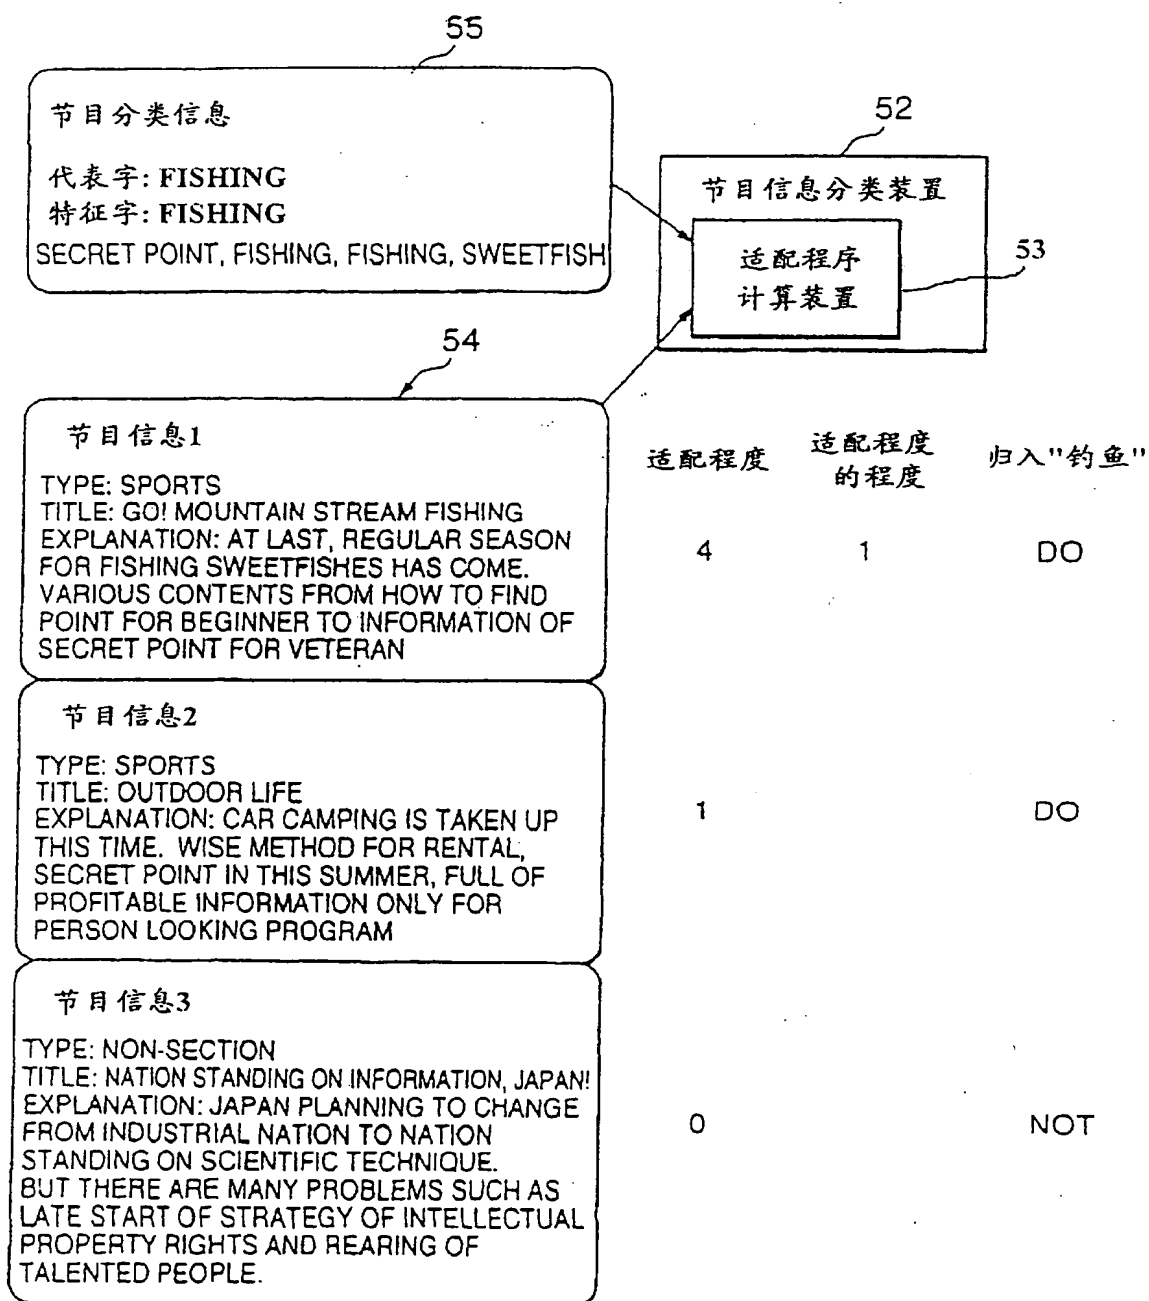 55
节目分类信息
代表字: FISHING
特征字: FISHING
SECRET POINT, FISHING, FISHING, SWEETFISH
52
节目信息分类装置
适配程序
计算装置
53
54
节目信息1
TYPE: SPORTS
TITLE: GO! MOUNTAIN STREAM FISHING
EXPLANATION: AT LAST, REGULAR SEASON
FOR FISHING SWEETFISHES HAS COME.
VARIOUS CONTENTS FROM HOW TO FIND
POINT FOR BEGINNER TO INFORMATION OF
SECRET POINT FOR VETERAN
适配程度
适配程度
的程度
归入"钓鱼"
4 1 DO
节目信息2
TYPE: SPORTS
TITLE: OUTDOOR LIFE
EXPLANATION: CAR CAMPING IS TAKEN UP
THIS TIME. WISE METHOD FOR RENTAL,
SECRET POINT IN THIS SUMMER, FULL OF
PROFITABLE INFORMATION ONLY FOR
PERSON LOOKING PROGRAM
1 DO
节目信息3
TYPE: NON-SECTION
TITLE: NATION STANDING ON INFORMATION, JAPAN!
EXPLANATION: JAPAN PLANNING TO CHANGE
FROM INDUSTRIAL NATION TO NATION
STANDING ON SCIENTIFIC TECHNIQUE.
BUT THERE ARE MANY PROBLEMS SUCH AS
LATE START OF STRATEGY OF INTELLECTUAL
PROPERTY RIGHTS AND REARING OF
TALENTED PEOPLE.
0 NOT